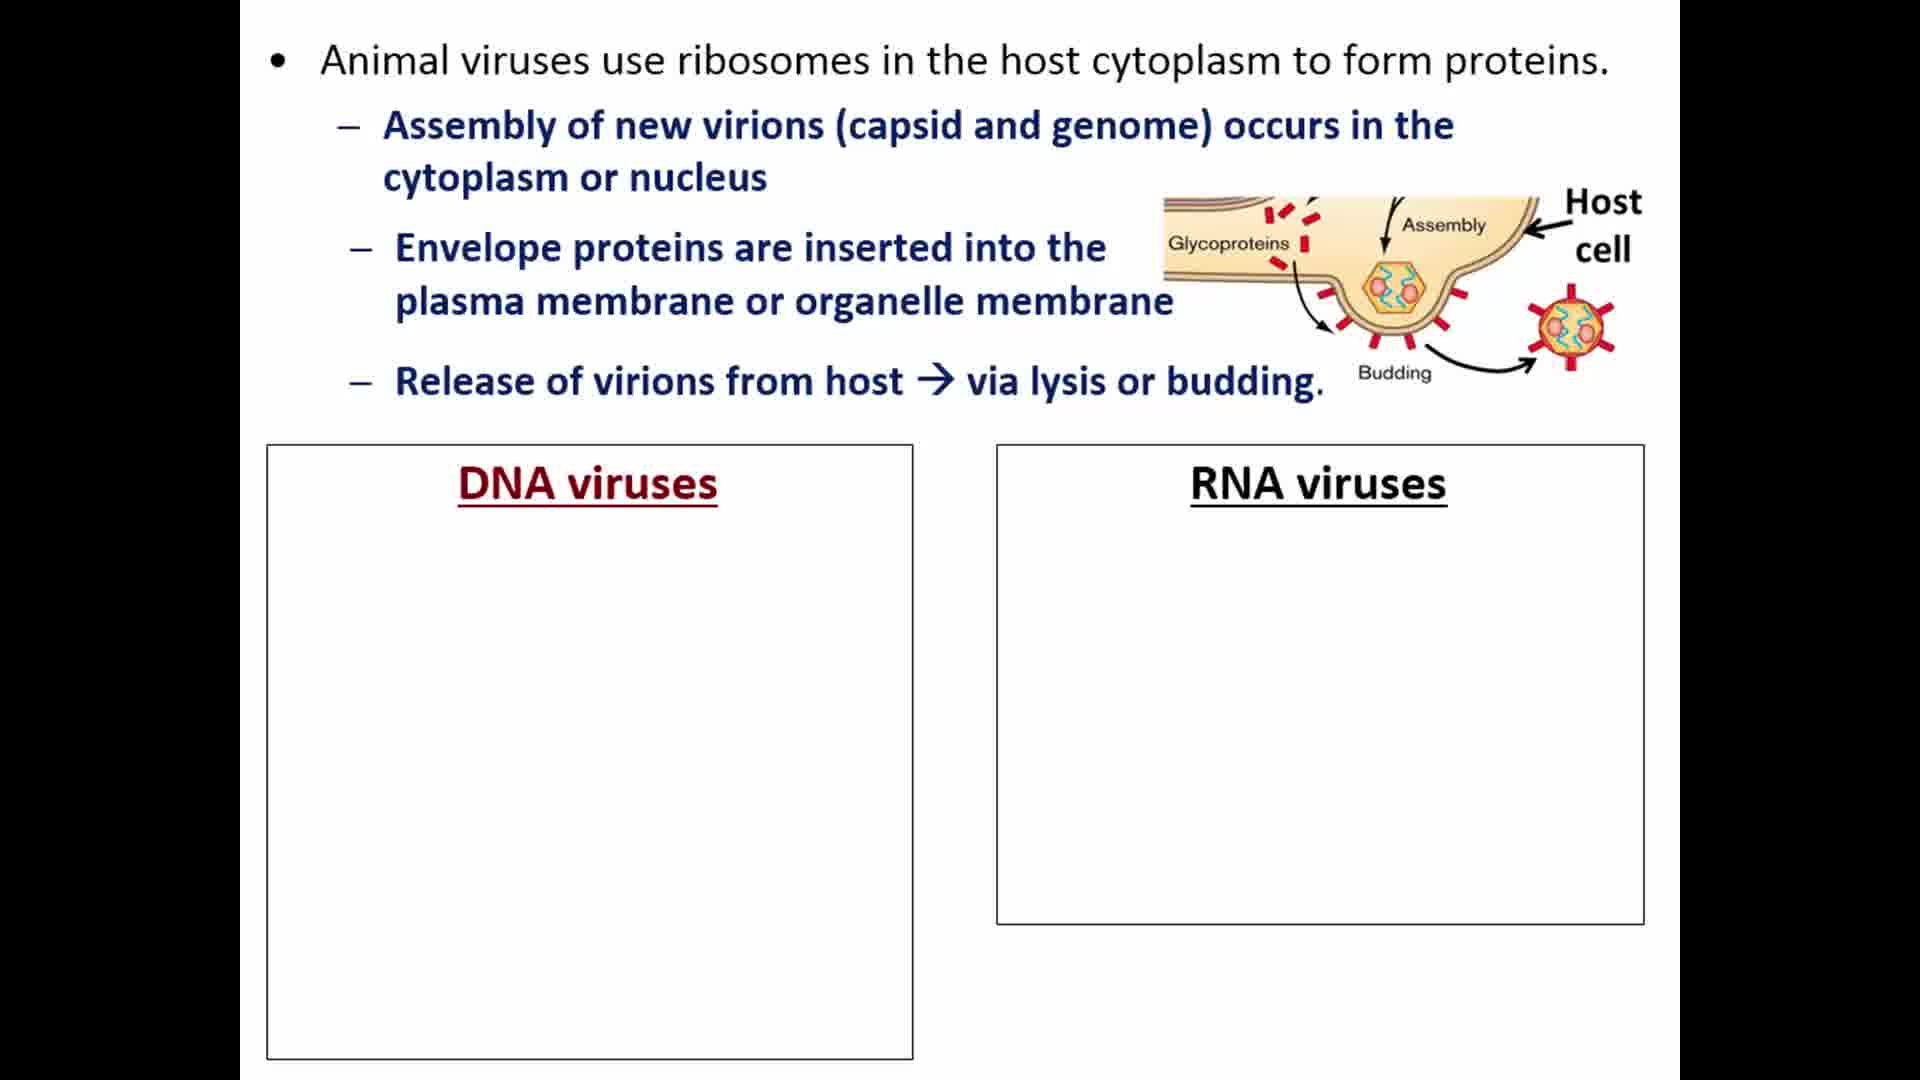 • Animal viruses use ribosomes in the host cytoplasm to form proteins.
– Assembly of new virions (capsid and genome) occurs in the
cytoplasm or nucleus
– Envelope proteins are inserted into the
plasma membrane or organelle membrane
– Release of virions from host → via lysis or budding.
Host
cell
Assembly
Glycoproteins
Budding
DNA viruses
RNA viruses